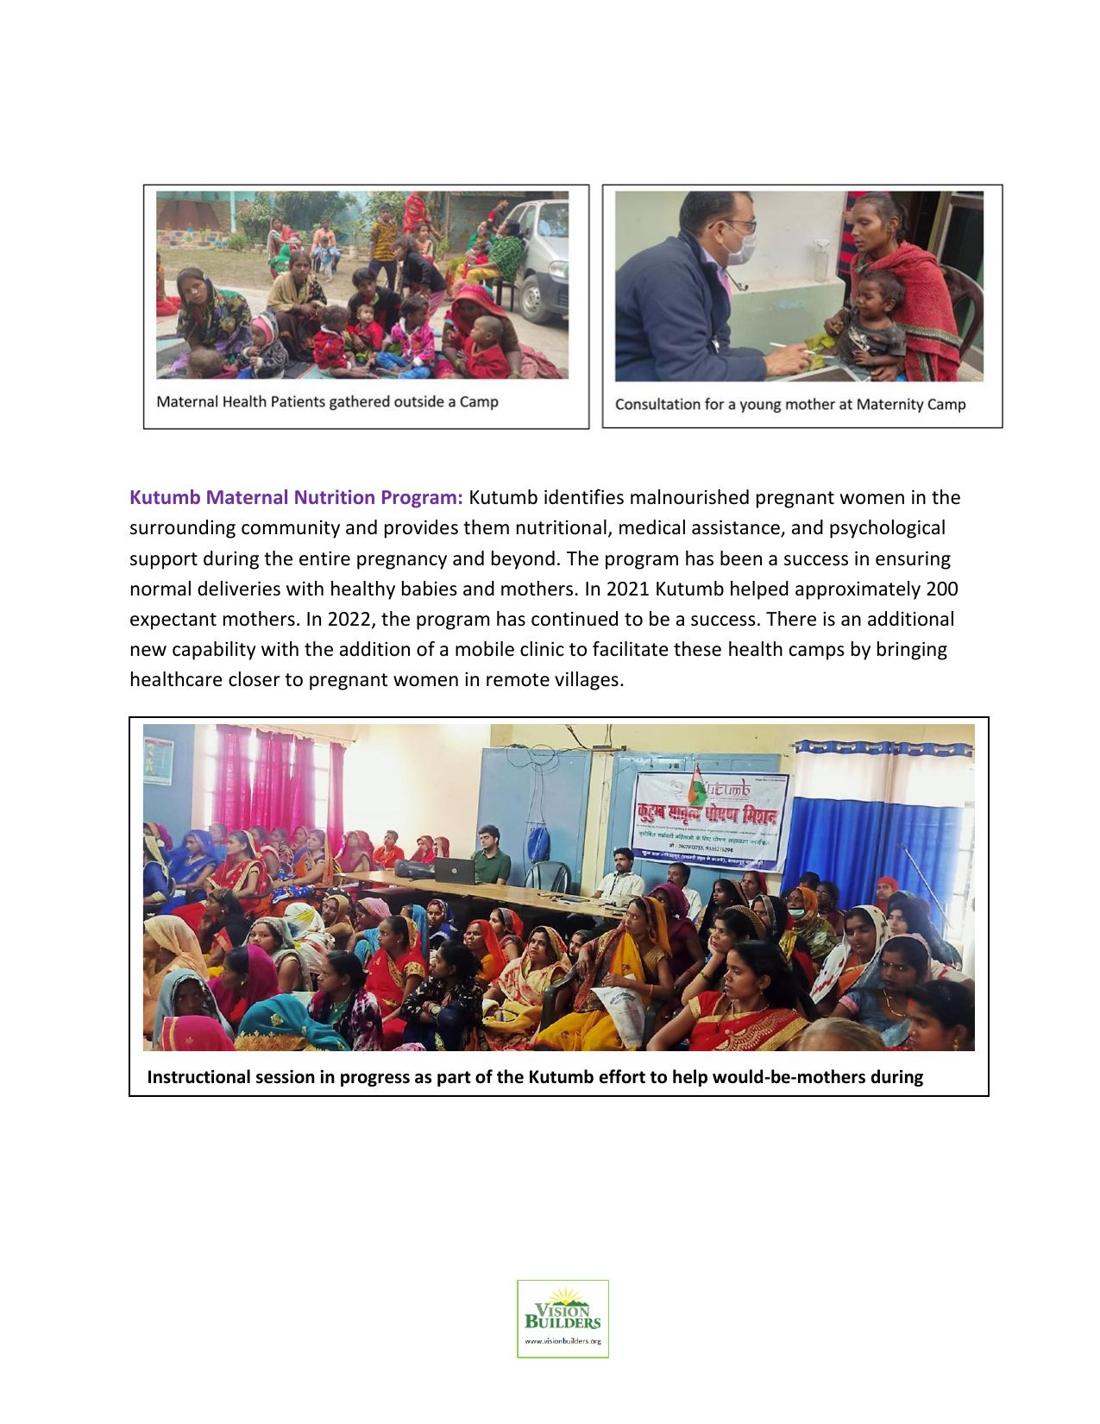 Maternal Health Patients gathered outside a Camp
Consultation for a young mother at Maternity Camp
Kutumb Maternal Nutrition Program: Kutumb identifies malnourished pregnant women in the
surrounding community and provides them nutritional, medical assistance, and psychological
support during the entire pregnancy and beyond. The program has been a success in ensuring
normal deliveries with healthy babies and mothers. In 2021 Kutumb helped approximately 200
expectant mothers. In 2022, the program has continued to be a success. There is an additional
new capability with the addition of a mobile clinic to facilitate these health camps by bringing
healthcare closer to pregnant women in remote villages.
कुटुम्ब मातृत्व पोषण मिशन
Instructional session in progress as part of the Kutumb effort to help would-be-mothers during
VISION
BUILDERS
www.visionbuilders.org